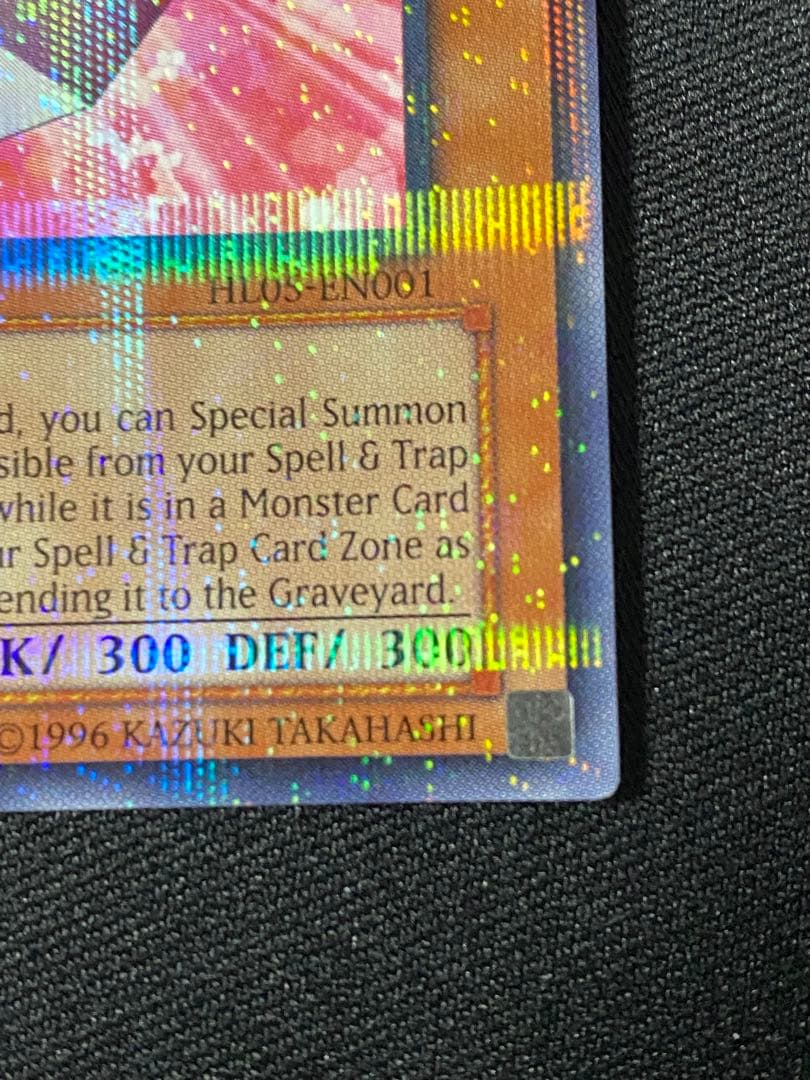 HL05-EN001
d, you can Special Summon
sible from your Spell & Trap
while it is in a Monster Card
ur Spell & Trap Card Zone as
ending it to the Graveyard.
K/ 300 DEF/ 300
©1996 KAZUKI TAKAHASHI